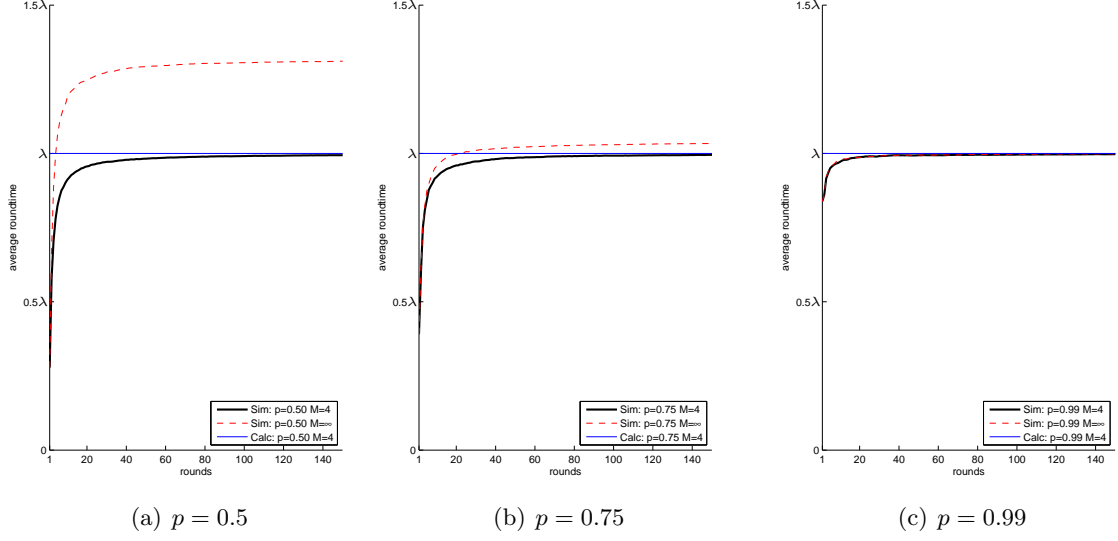 1.5λ
λ
0.5λ
0
average roundtime
1 20 40 60 80 100 120 140
rounds
Sim: p=0.50 M=4
Sim: p=0.50 M=∞
Calc: p=0.50 M=4
(a) p = 0.5
1.5λ
λ
0.5λ
0
average roundtime
1 20 40 60 80 100 120 140
rounds
Sim: p=0.75 M=4
Sim: p=0.75 M=∞
Calc: p=0.75 M=4
(b) p = 0.75
1.5λ
λ
0.5λ
0
average roundtime
1 20 40 60 80 100 120 140
rounds
Sim: p=0.99 M=4
Sim: p=0.99 M=∞
Calc: p=0.99 M=4
(c) p = 0.99